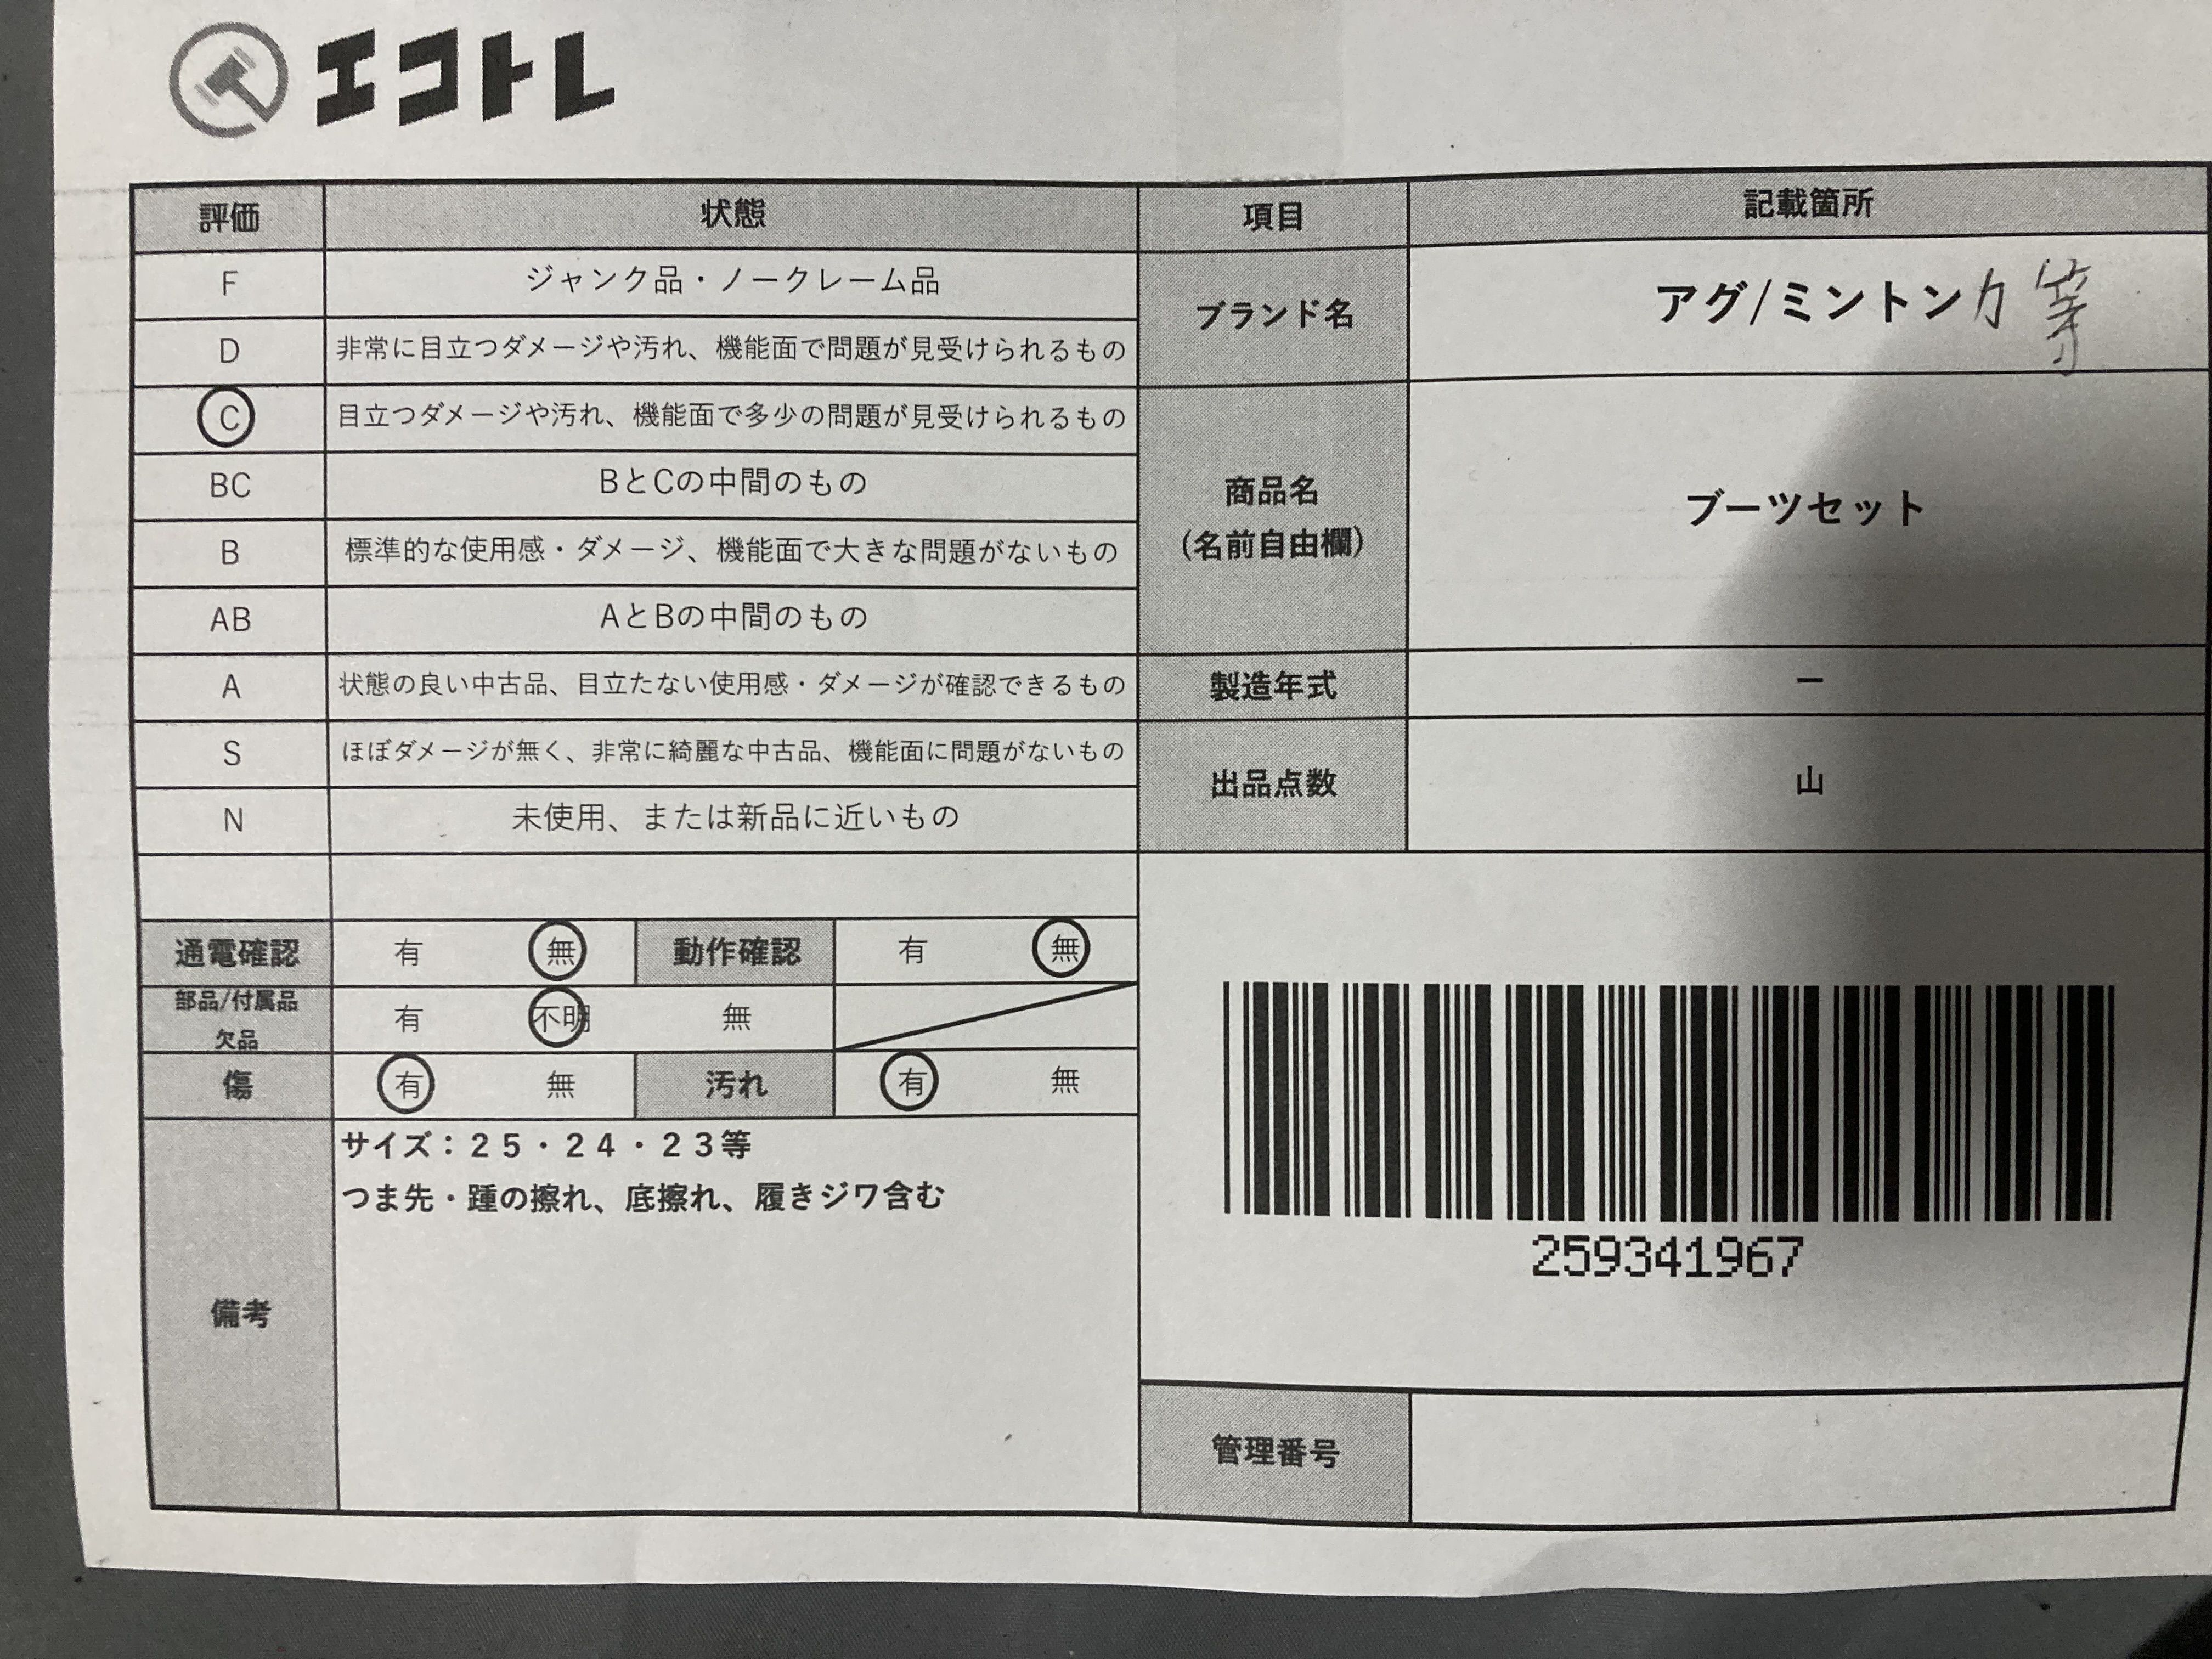 エコトレ
評価 状態 項目 記載箇所
F ジャンク品・ノークレーム品
ブランド名 アグ/ミントンカ 等
D 非常に目立つダメージや汚れ、機能面で問題が見受けられるもの
C 目立つダメージや汚れ、機能面で多少の問題が見受けられるもの
BC BとCの中間のもの
商品名
(名前自由欄)
ブーツセット
B 標準的な使用感・ダメージ、機能面で大きな問題がないもの
AB AとBの中間のもの
A 状態の良い中古品、目立たない使用感・ダメージが確認できるもの
製造年式 ー
S ほぼダメージが無く、非常に綺麗な中古品、機能面に問題がないもの
出品点数 山
N 未使用、または新品に近いもの
通電確認 有 無 動作確認 有 無
部品/付属品
欠品
有 不明 無
傷 有 無 汚れ 有 無
備考
サイズ：２５・２４・２３等
つま先・踵の擦れ、底擦れ、履きジワ含む
259341967
管理番号